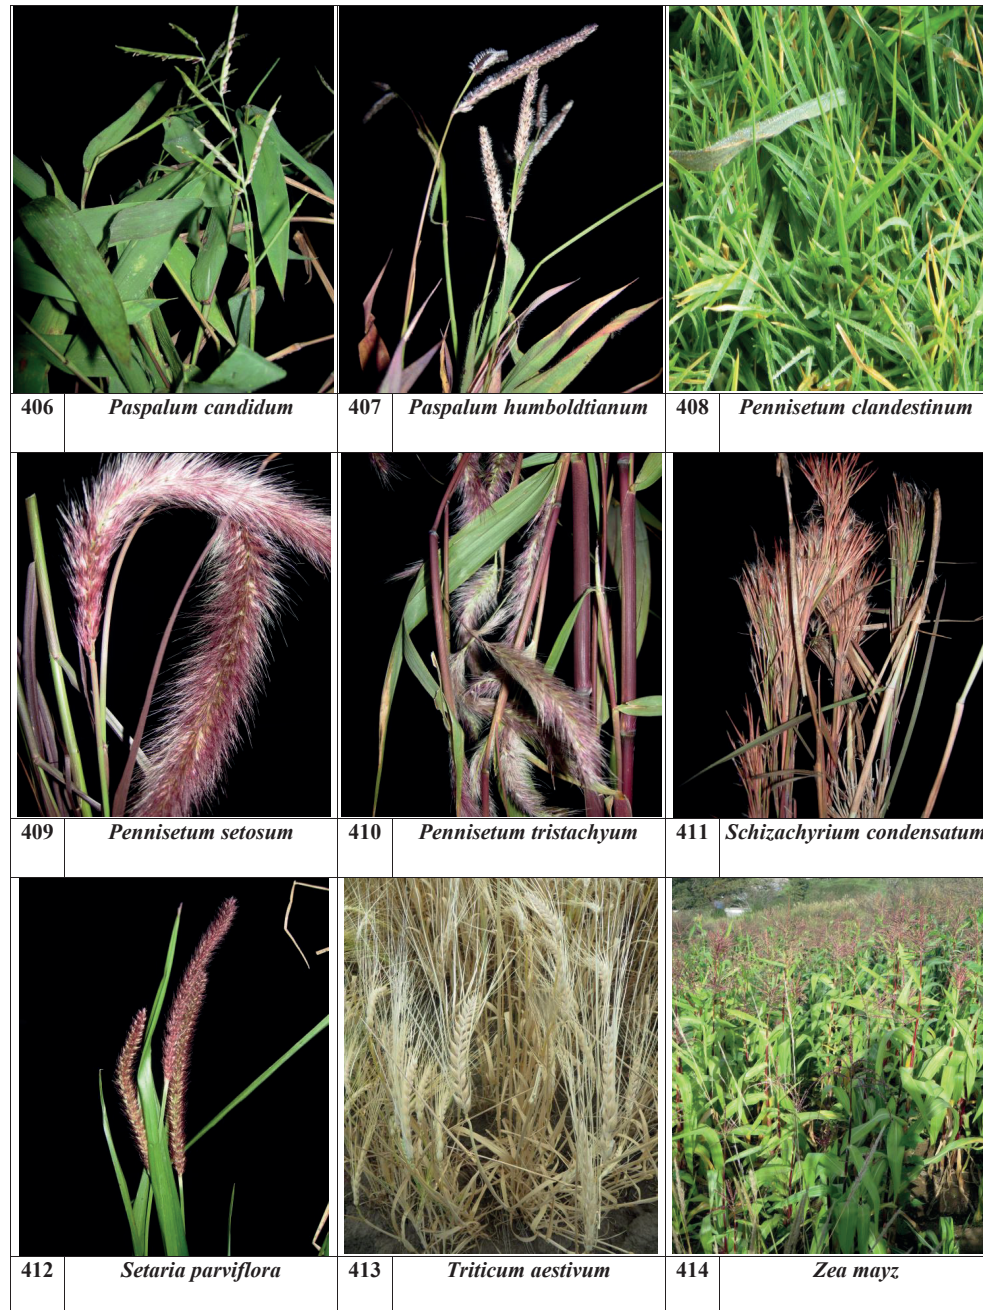 406 Paspalum candidum
407 Paspalum humboldtianum
408 Pennisetum clandestinum
409 Pennisetum setosum
410 Pennisetum tristachyum
411 Schizachyrium condensatum
412 Setaria parviflora
413 Triticum aestivum
414 Zea mayz